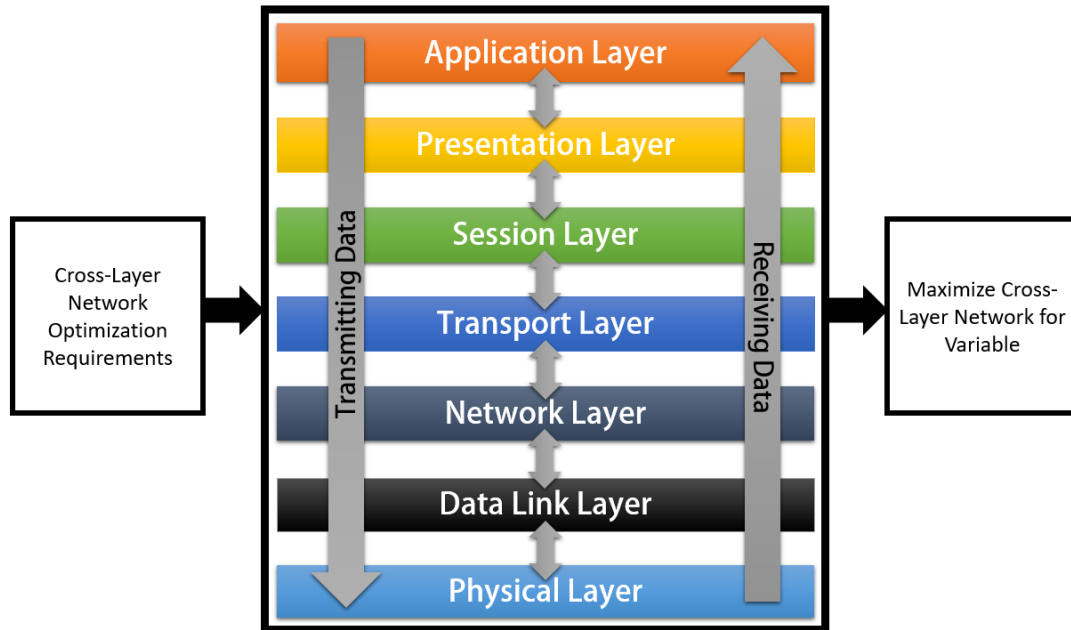 Cross-Layer
Network
Optimization
Requirements
Transmitting Data
Application Layer
Presentation Layer
Session Layer
Transport Layer
Network Layer
Data Link Layer
Physical Layer
Receiving Data
Maximize Cross-
Layer Network for
Variable